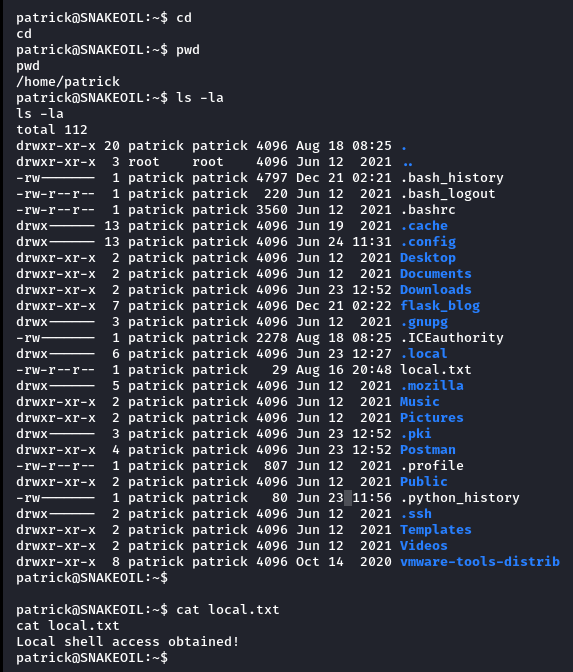 patrick@SNAKEOIL:~$ cd
cd
patrick@SNAKEOIL:~$ pwd
pwd
/home/patrick
patrick@SNAKEOIL:~$ ls -la
ls -la
total 112
drwxr-xr-x 20 patrick patrick 4096 Aug 18 08:25 .
drwxr-xr-x  3 root    root    4096 Jun 12  2021 ..
-rw-------  1 patrick patrick 4797 Dec 21 02:21 .bash_history
-rw-r--r--  1 patrick patrick  220 Jun 12  2021 .bash_logout
-rw-r--r--  1 patrick patrick 3560 Jun 12  2021 .bashrc
drwx------ 13 patrick patrick 4096 Jun 19  2021 .cache
drwx------ 13 patrick patrick 4096 Jun 24 11:31 .config
drwxr-xr-x  2 patrick patrick 4096 Jun 12  2021 Desktop
drwxr-xr-x  2 patrick patrick 4096 Jun 12  2021 Documents
drwxr-xr-x  2 patrick patrick 4096 Jun 23 12:52 Downloads
drwxr-xr-x  7 patrick patrick 4096 Dec 21 02:22 flask_blog
drwx------  3 patrick patrick 4096 Jun 12  2021 .gnupg
-rw-------  1 patrick patrick 2278 Aug 18 08:25 .ICEauthority
drwx------  6 patrick patrick 4096 Jun 23 12:27 .local
-rw-r--r--  1 patrick patrick   29 Aug 16 20:48 local.txt
drwx------  5 patrick patrick 4096 Jun 12  2021 .mozilla
drwxr-xr-x  2 patrick patrick 4096 Jun 12  2021 Music
drwxr-xr-x  2 patrick patrick 4096 Jun 12  2021 Pictures
drwx------  3 patrick patrick 4096 Jun 23 12:52 .pki
drwxr-xr-x  4 patrick patrick 4096 Jun 23 12:52 Postman
-rw-r--r--  1 patrick patrick  807 Jun 12  2021 .profile
drwxr-xr-x  2 patrick patrick 4096 Jun 12  2021 Public
-rw-------  1 patrick patrick   80 Jun 23 11:56 .python_history
drwx------  2 patrick patrick 4096 Jun 12  2021 .ssh
drwxr-xr-x  2 patrick patrick 4096 Jun 12  2021 Templates
drwxr-xr-x  2 patrick patrick 4096 Jun 12  2021 Videos
drwxr-xr-x  8 patrick patrick 4096 Oct 14  2020 vmware-tools-distrib
patrick@SNAKEOIL:~$
patrick@SNAKEOIL:~$ cat local.txt
cat local.txt
Local shell access obtained!
patrick@SNAKEOIL:~$